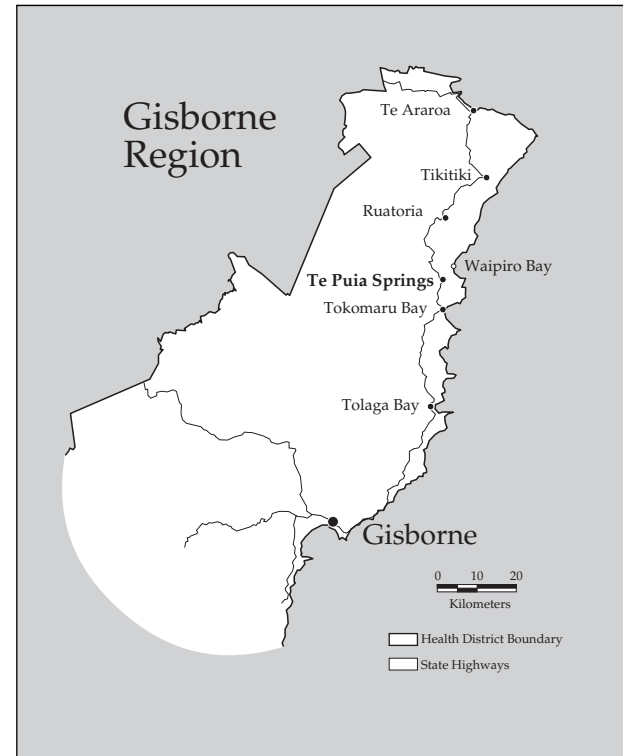 Gisborne
Region
Te Araroa
Tikitiki
Ruatoria
Waipiro Bay
Te Puia Springs
Tokomaru Bay
Tolaga Bay
Gisborne
0 10 20
Kilometers
Health District Boundary
State Highways